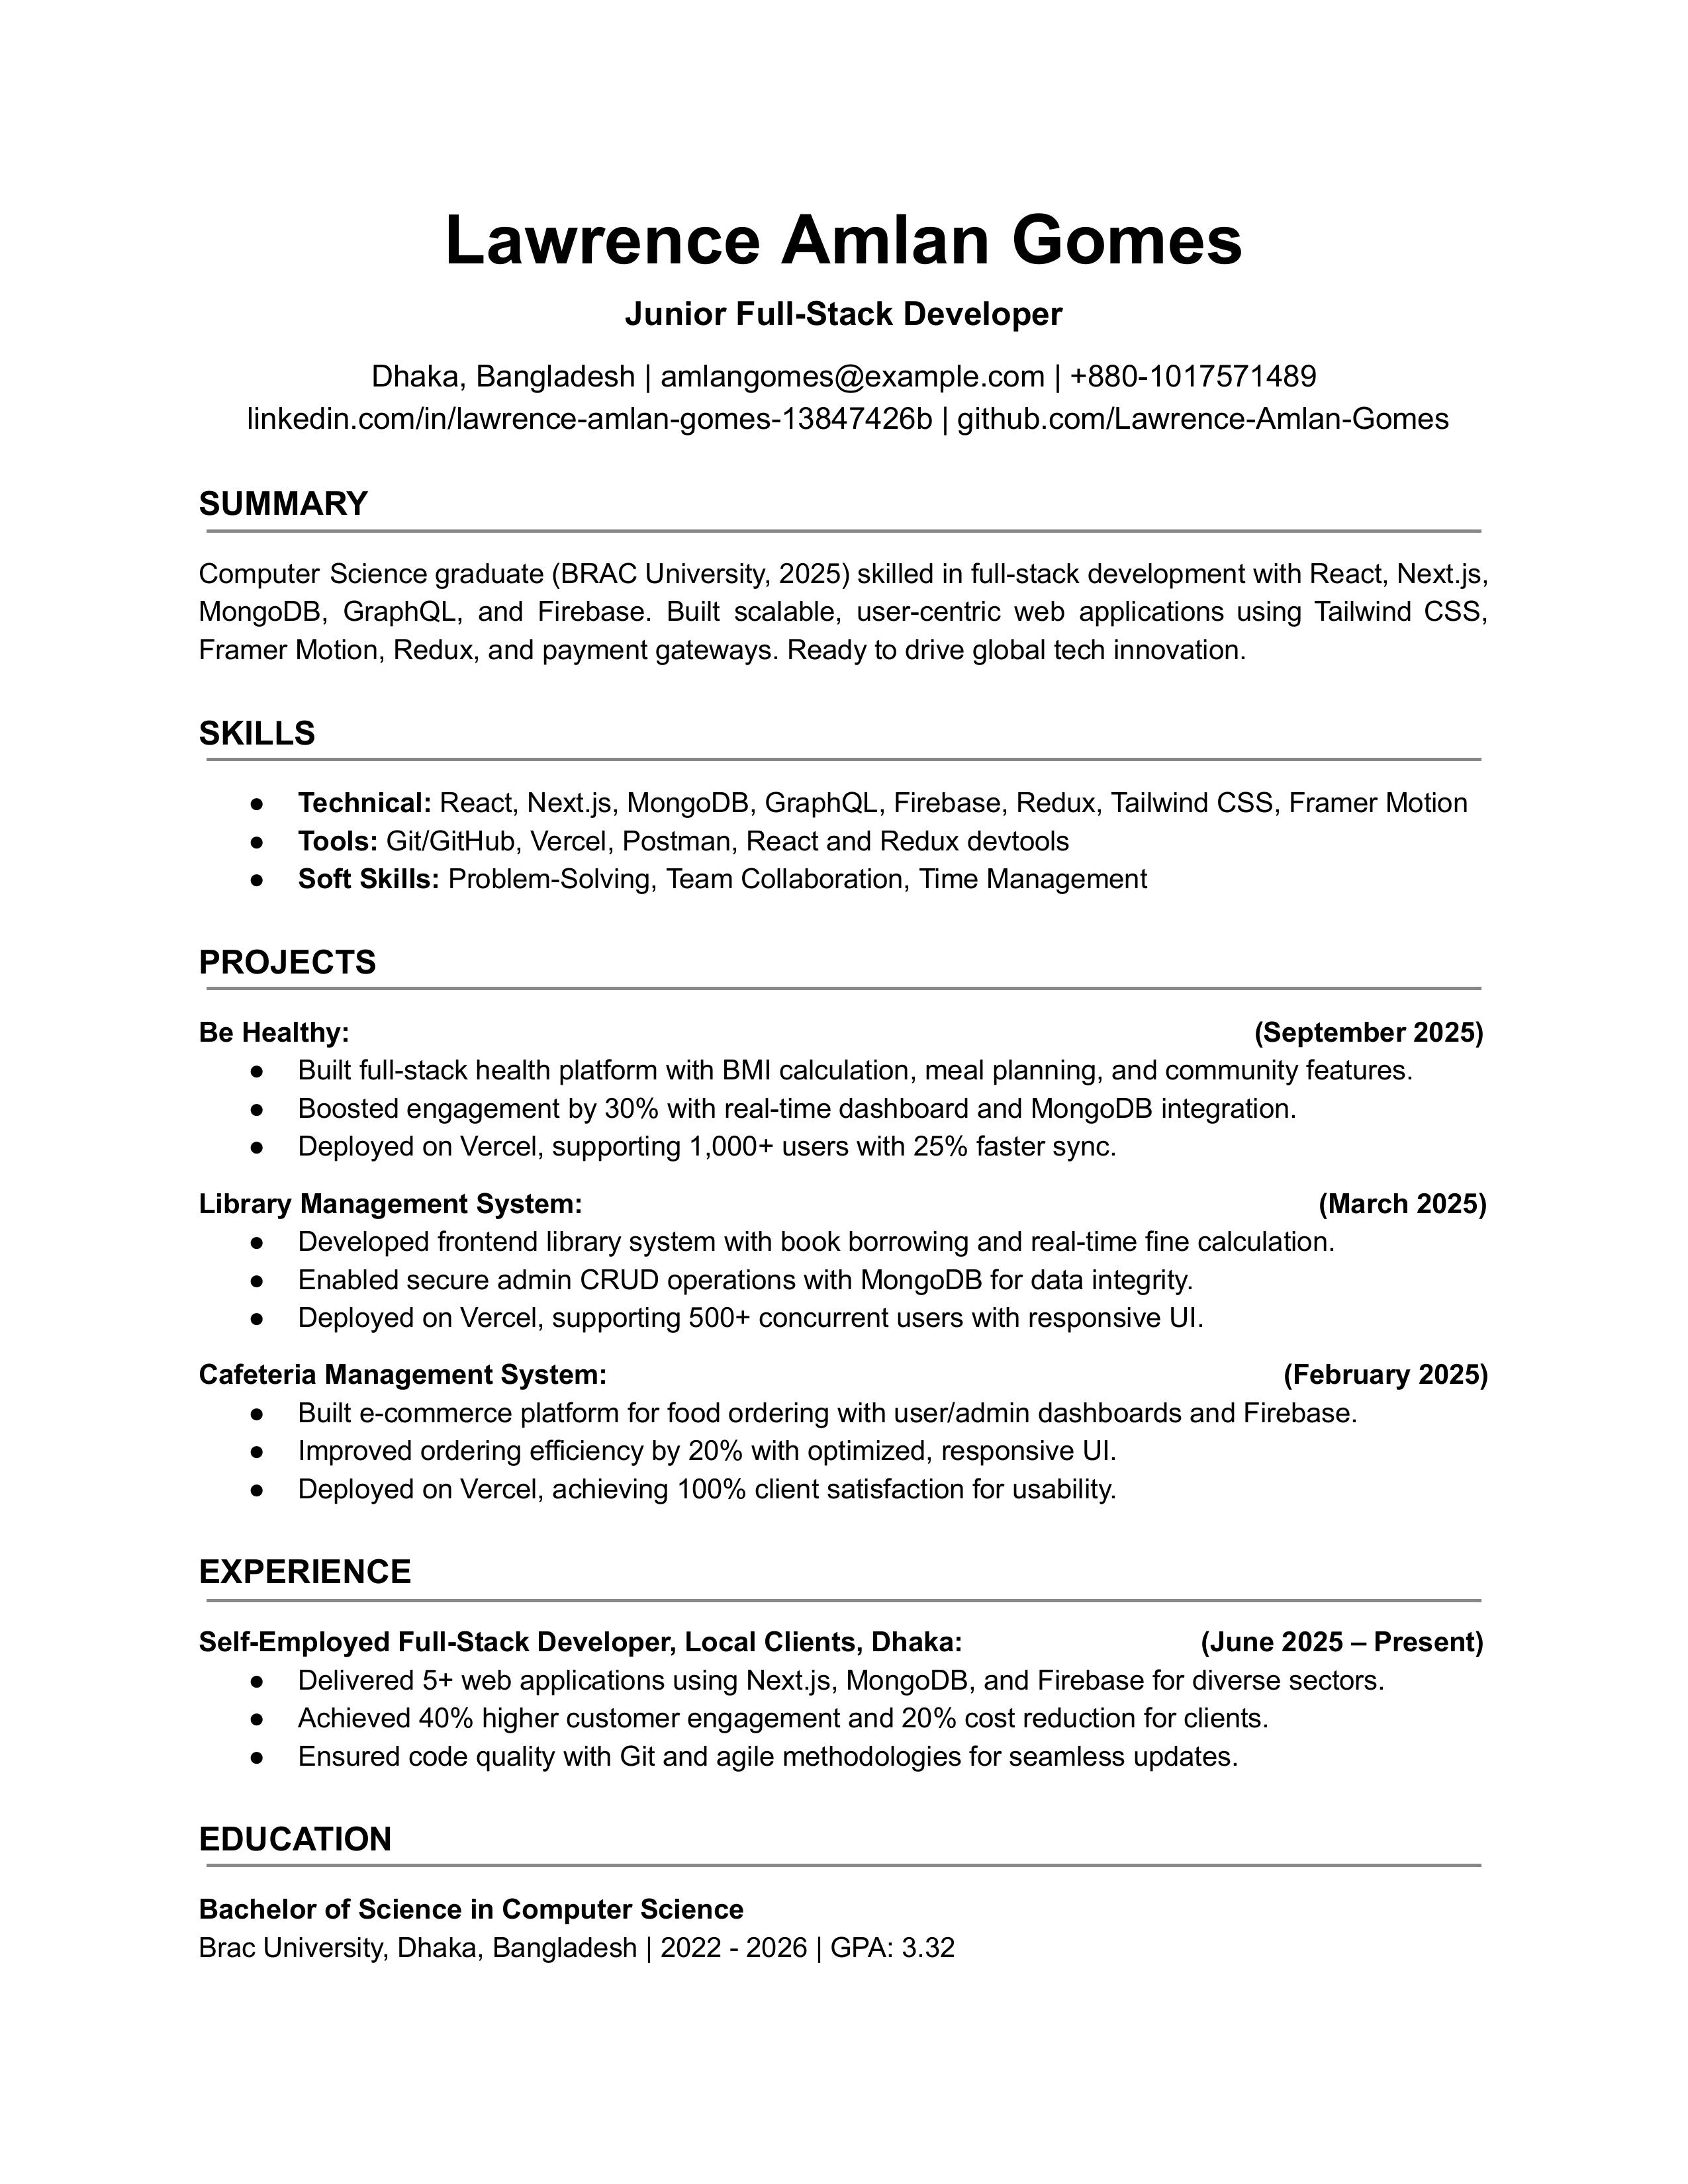 Lawrence Amlan Gomes
Junior Full-Stack Developer
Dhaka, Bangladesh | amlangomes@example.com | +880-1017571489
linkedin.com/in/lawrence-amlan-gomes-13847426b | github.com/Lawrence-Amlan-Gomes
SUMMARY
Computer Science graduate (BRAC University, 2025) skilled in full-stack development with React, Next.js,
MongoDB, GraphQL, and Firebase. Built scalable, user-centric web applications using Tailwind CSS,
Framer Motion, Redux, and payment gateways. Ready to drive global tech innovation.
SKILLS
● Technical: React, Next.js, MongoDB, GraphQL, Firebase, Redux, Tailwind CSS, Framer Motion
● Tools: Git/GitHub, Vercel, Postman, React and Redux devtools
● Soft Skills: Problem-Solving, Team Collaboration, Time Management
PROJECTS
Be Healthy: (September 2025)
● Built full-stack health platform with BMI calculation, meal planning, and community features.
● Boosted engagement by 30% with real-time dashboard and MongoDB integration.
● Deployed on Vercel, supporting 1,000+ users with 25% faster sync.
Library Management System: (March 2025)
● Developed frontend library system with book borrowing and real-time fine calculation.
● Enabled secure admin CRUD operations with MongoDB for data integrity.
● Deployed on Vercel, supporting 500+ concurrent users with responsive UI.
Cafeteria Management System: (February 2025)
● Built e-commerce platform for food ordering with user/admin dashboards and Firebase.
● Improved ordering efficiency by 20% with optimized, responsive UI.
● Deployed on Vercel, achieving 100% client satisfaction for usability.
EXPERIENCE
Self-Employed Full-Stack Developer, Local Clients, Dhaka: (June 2025 – Present)
● Delivered 5+ web applications using Next.js, MongoDB, and Firebase for diverse sectors.
● Achieved 40% higher customer engagement and 20% cost reduction for clients.
● Ensured code quality with Git and agile methodologies for seamless updates.
EDUCATION
Bachelor of Science in Computer Science
Brac University, Dhaka, Bangladesh | 2022 - 2026 | GPA: 3.32